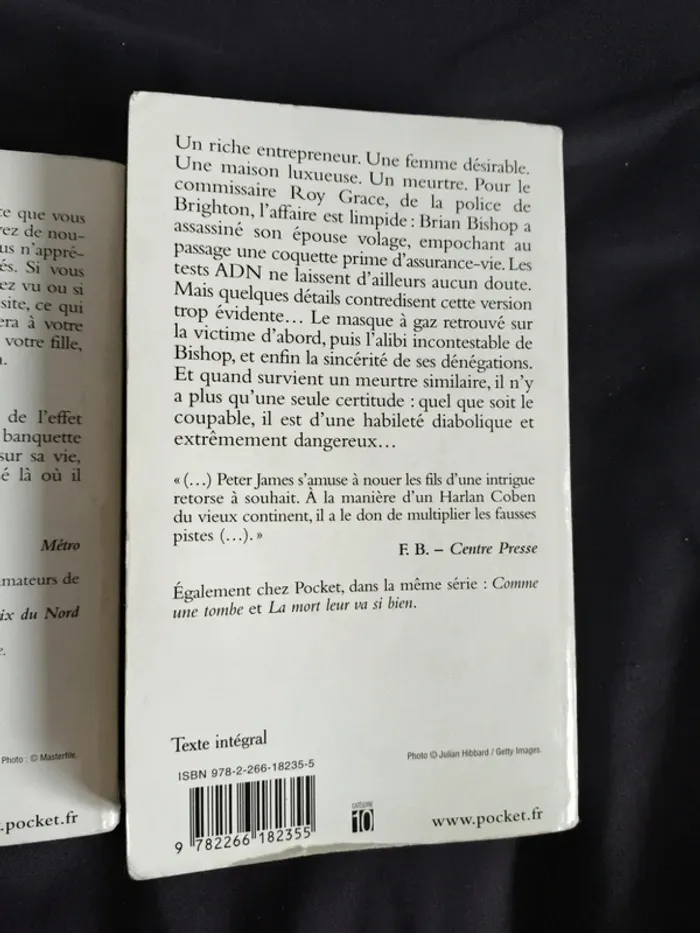 ce que vous
rez de nou-
us n'appré-
és. Si vous
ez vu ou si
site, ce qui
era à votre
votre fille,
de l'effet
banquette
sur sa vie,
é là où il
Métro
mateurs de
ix du Nord
Photo : © Masterfile.
.pocket.fr
Un riche entrepreneur. Une femme désirable.
Une maison luxueuse. Un meurtre. Pour le
commissaire Roy Grace, de la police de
Brighton, l'affaire est limpide : Brian Bishop a
assassiné son épouse volage, empochant au
passage une coquette prime d'assurance-vie. Les
tests ADN ne laissent d'ailleurs aucun doute.
Mais quelques détails contredisent cette version
trop évidente… Le masque à gaz retrouvé sur
la victime d'abord, puis l'alibi incontestable de
Bishop, et enfin la sincérité de ses dénégations.
Et quand survient un meurtre similaire, il n'y
a plus qu'une seule certitude : quel que soit le
coupable, il est d'une habileté diabolique et
extrêmement dangereux…
« (…) Peter James s'amuse à nouer les fils d'une intrigue
retorse à souhait. À la manière d'un Harlan Coben
du vieux continent, il a le don de multiplier les fausses
pistes (…). »
F. B. – Centre Presse
Également chez Pocket, dans la même série : Comme
une tombe et La mort leur va si bien.
Texte intégral
Photo © Julian Hibbard / Getty Images.
ISBN 978-2-266-18235-5
CATÉGORIE
10
9 782266 182355
www.pocket.fr